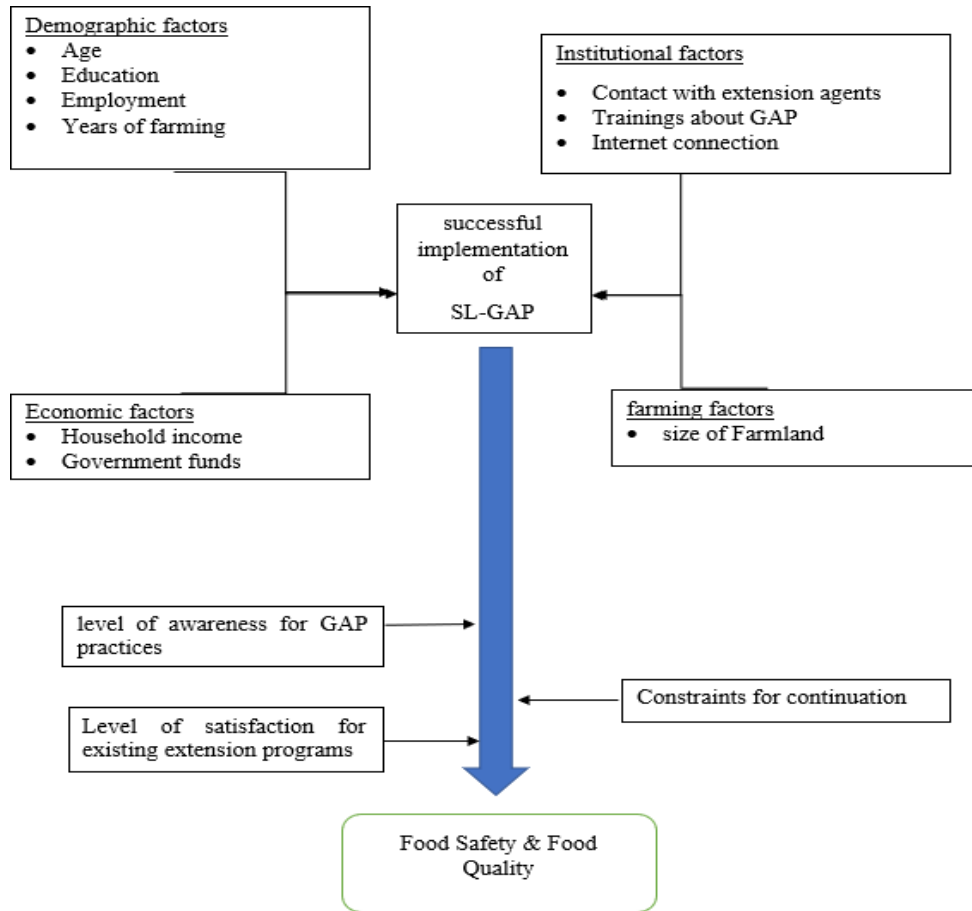 Demographic factors
• Age
• Education
• Employment
• Years of farming
Institutional factors
• Contact with extension agents
• Trainings about GAP
• Internet connection
successful
implementation
of
SL-GAP
Economic factors
• Household income
• Government funds
farming factors
• size of Farmland
level of awareness for GAP
practices
Constraints for continuation
Level of satisfaction for
existing extension programs
Food Safety & Food
Quality